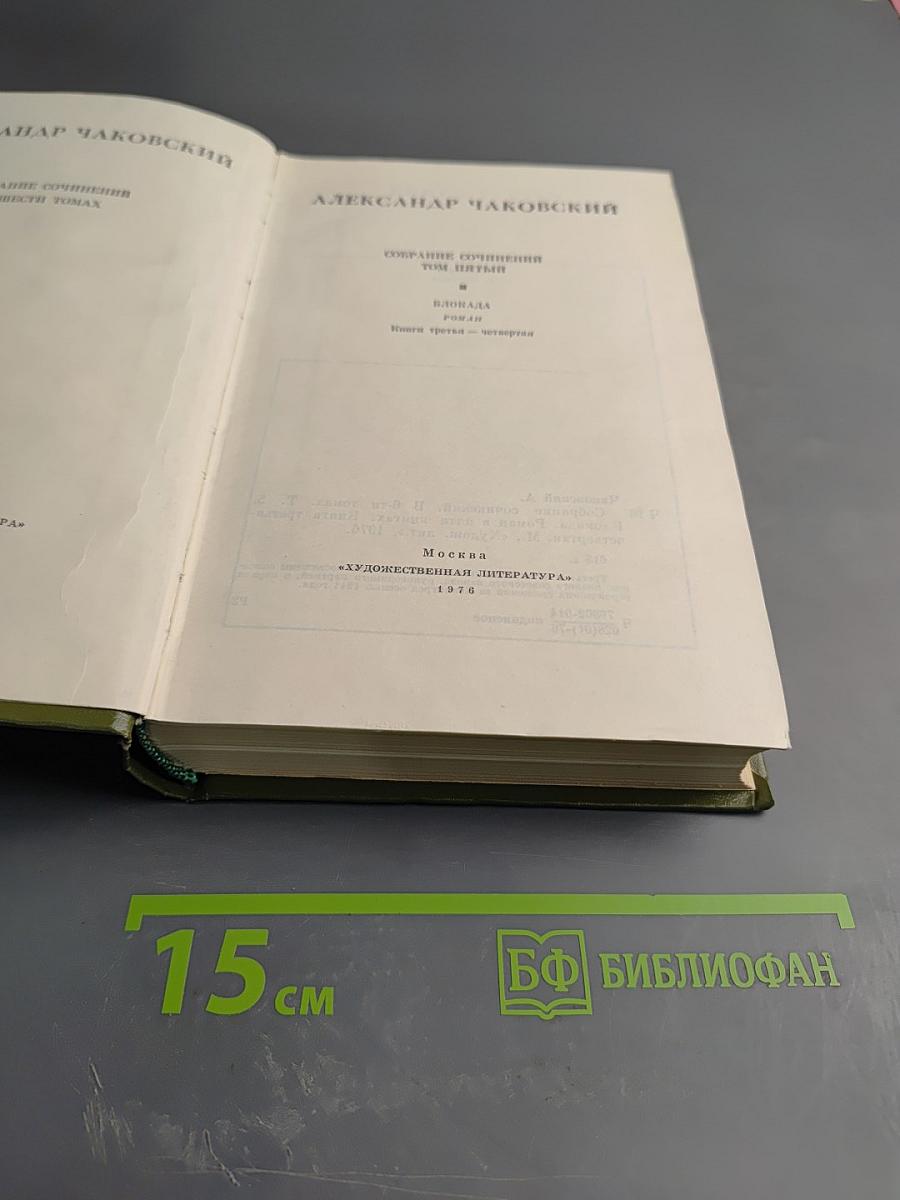 АНДР ЧАКОВСКИЙ
АНИЕ СОЧИНЕНИЙ
ШЕСТИ ТОМАХ
РА»
АЛЕКСАНДР ЧАКОВСКИЙ
СОБРАНИЕ СОЧИНЕНИЙ
ТОМ ПЯТЫЙ
БЛОКАДА
РОМАН
Книги третья — четвертая
Москва
«ХУДОЖЕСТВЕННАЯ ЛИТЕРАТУРА»
1976
15 см
БФ БИБЛИОФАН